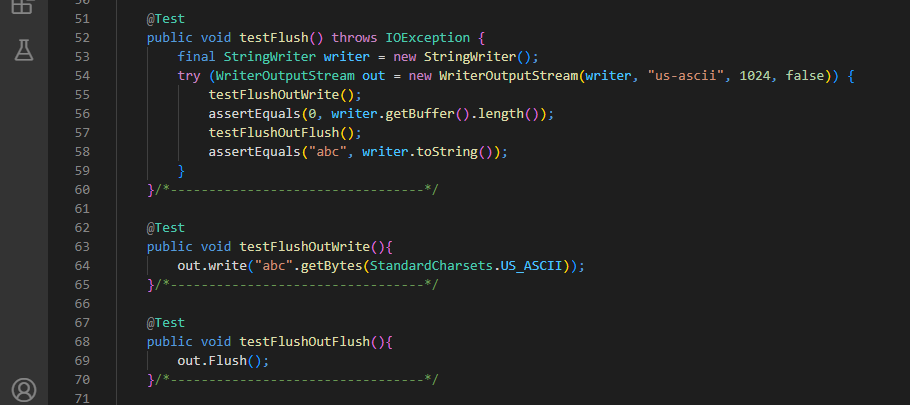 51 @Test
52 public void testFlush() throws IOException {
53 final StringWriter writer = new StringWriter();
54 try (WriterOutputStream out = new WriterOutputStream(writer, "us-ascii", 1024, false)) {
55 testFlushOutWrite();
56 assertEquals(0, writer.getBuffer().length());
57 testFlushOutFlush();
58 assertEquals("abc", writer.toString());
59 }
60 }/*---------------------------------*/
61
62 @Test
63 public void testFlushOutWrite(){
64 out.write("abc".getBytes(StandardCharsets.US_ASCII));
65 }/*---------------------------------*/
66
67 @Test
68 public void testFlushOutFlush(){
69 out.Flush();
70 }/*---------------------------------*/
71